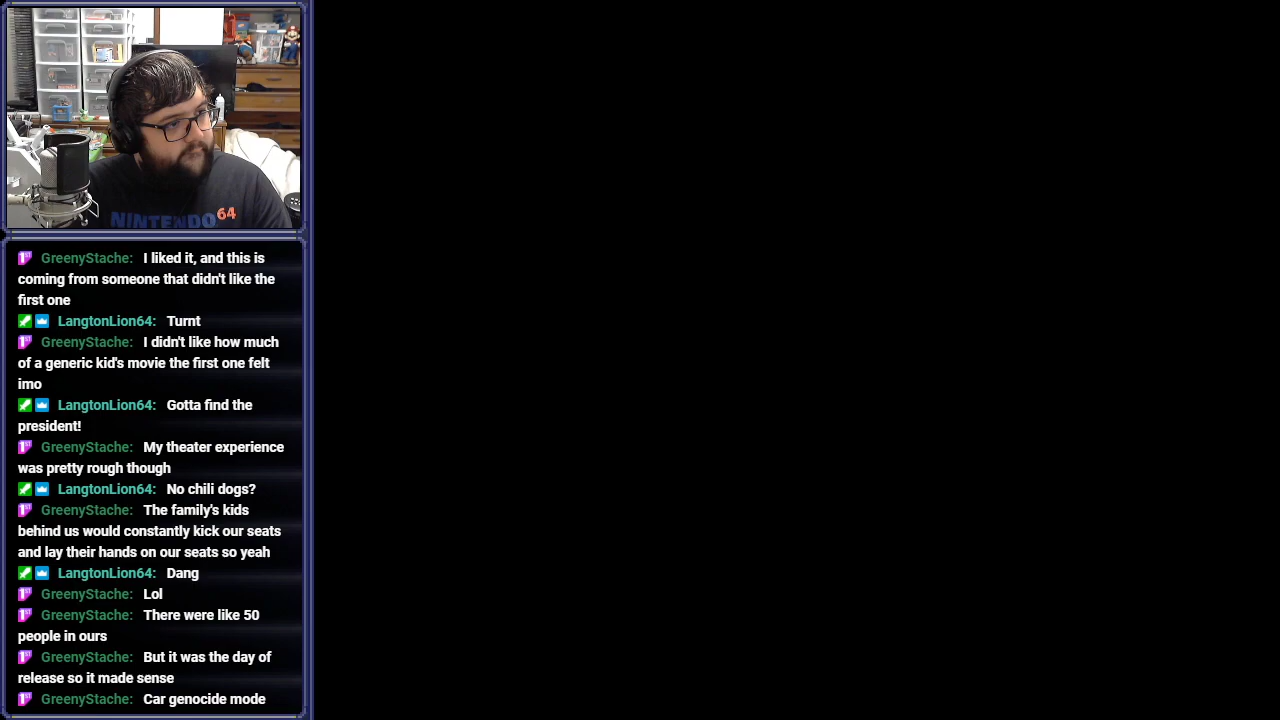 NINTENDO 64
GreenyStache: I liked it, and this is
coming from someone that didn't like the
first one
LangtonLion64: Turnt
GreenyStache: I didn't like how much
of a generic kid's movie the first one felt
imo
LangtonLion64: Gotta find the
president!
GreenyStache: My theater experience
was pretty rough though
LangtonLion64: No chili dogs?
GreenyStache: The family's kids
behind us would constantly kick our seats
and lay their hands on our seats so yeah
LangtonLion64: Dang
GreenyStache: Lol
GreenyStache: There were like 50
people in ours
GreenyStache: But it was the day of
release so it made sense
GreenyStache: Car genocide mode